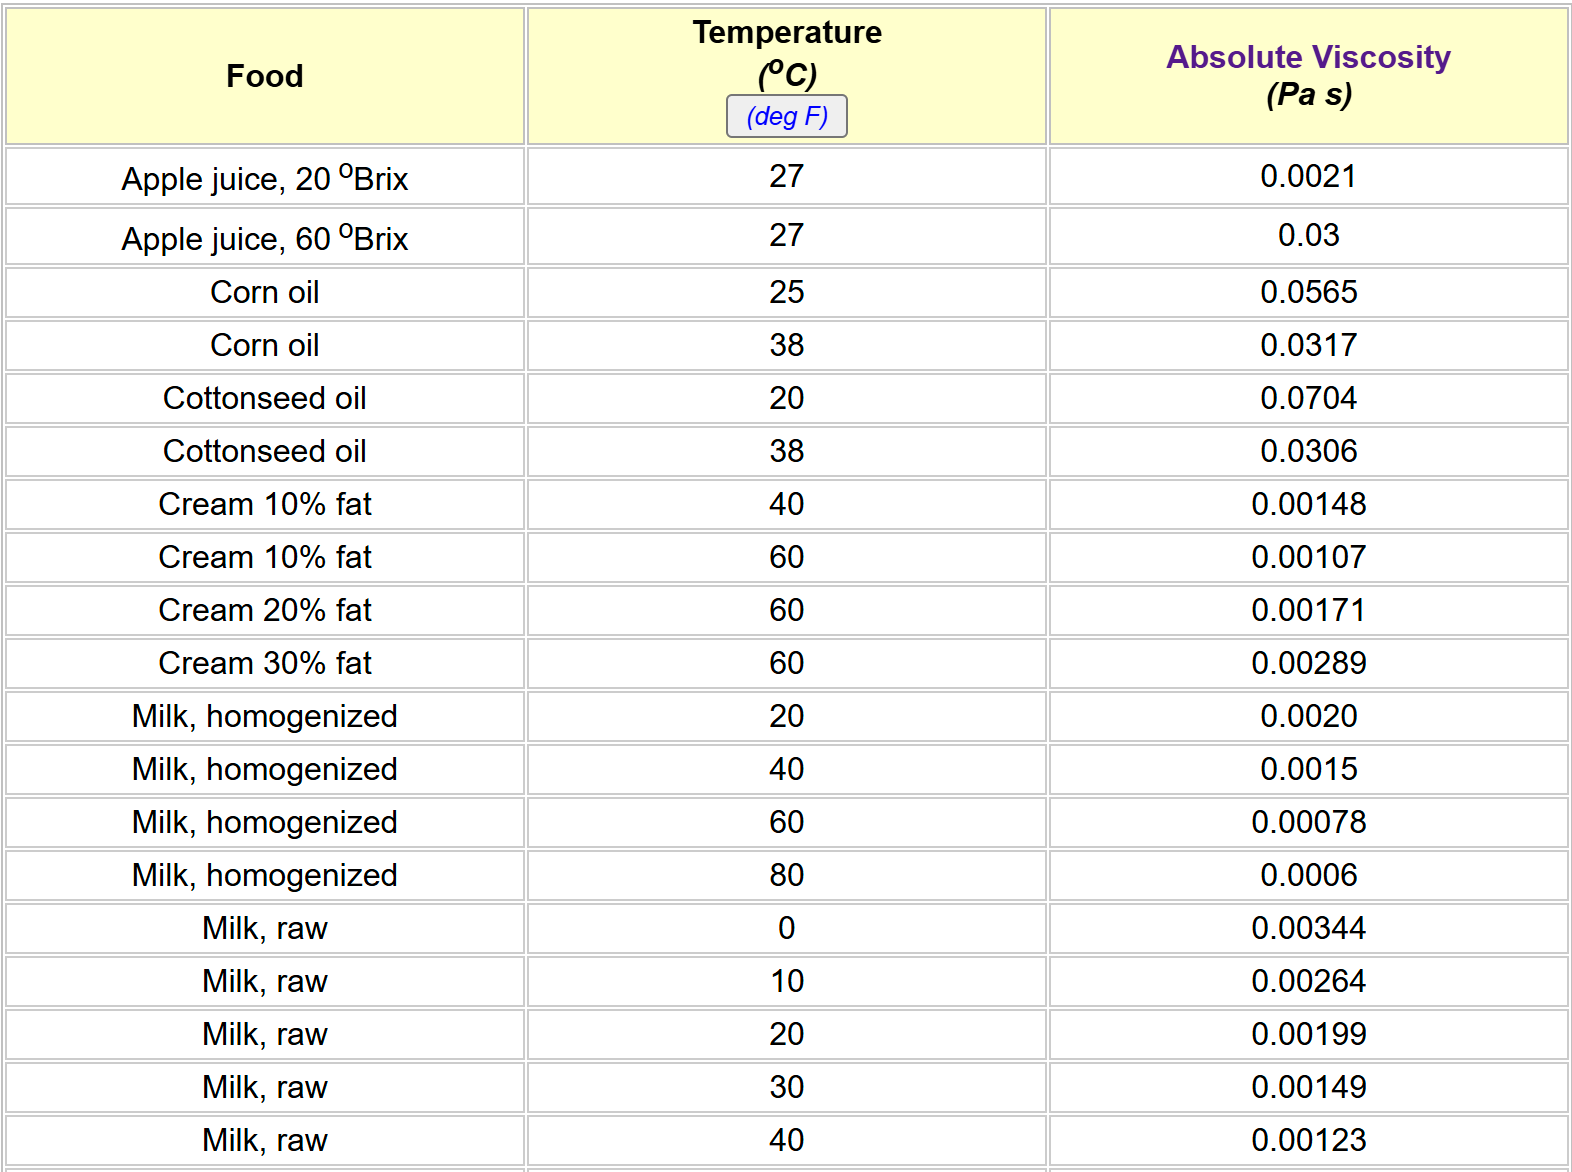 Food Temperature (oC) (deg F) Absolute Viscosity (Pa s)
Apple juice, 20 oBrix 27 0.0021
Apple juice, 60 oBrix 27 0.03
Corn oil 25 0.0565
Corn oil 38 0.0317
Cottonseed oil 20 0.0704
Cottonseed oil 38 0.0306
Cream 10% fat 40 0.00148
Cream 10% fat 60 0.00107
Cream 20% fat 60 0.00171
Cream 30% fat 60 0.00289
Milk, homogenized 20 0.0020
Milk, homogenized 40 0.0015
Milk, homogenized 60 0.00078
Milk, homogenized 80 0.0006
Milk, raw 0 0.00344
Milk, raw 10 0.00264
Milk, raw 20 0.00199
Milk, raw 30 0.00149
Milk, raw 40 0.00123